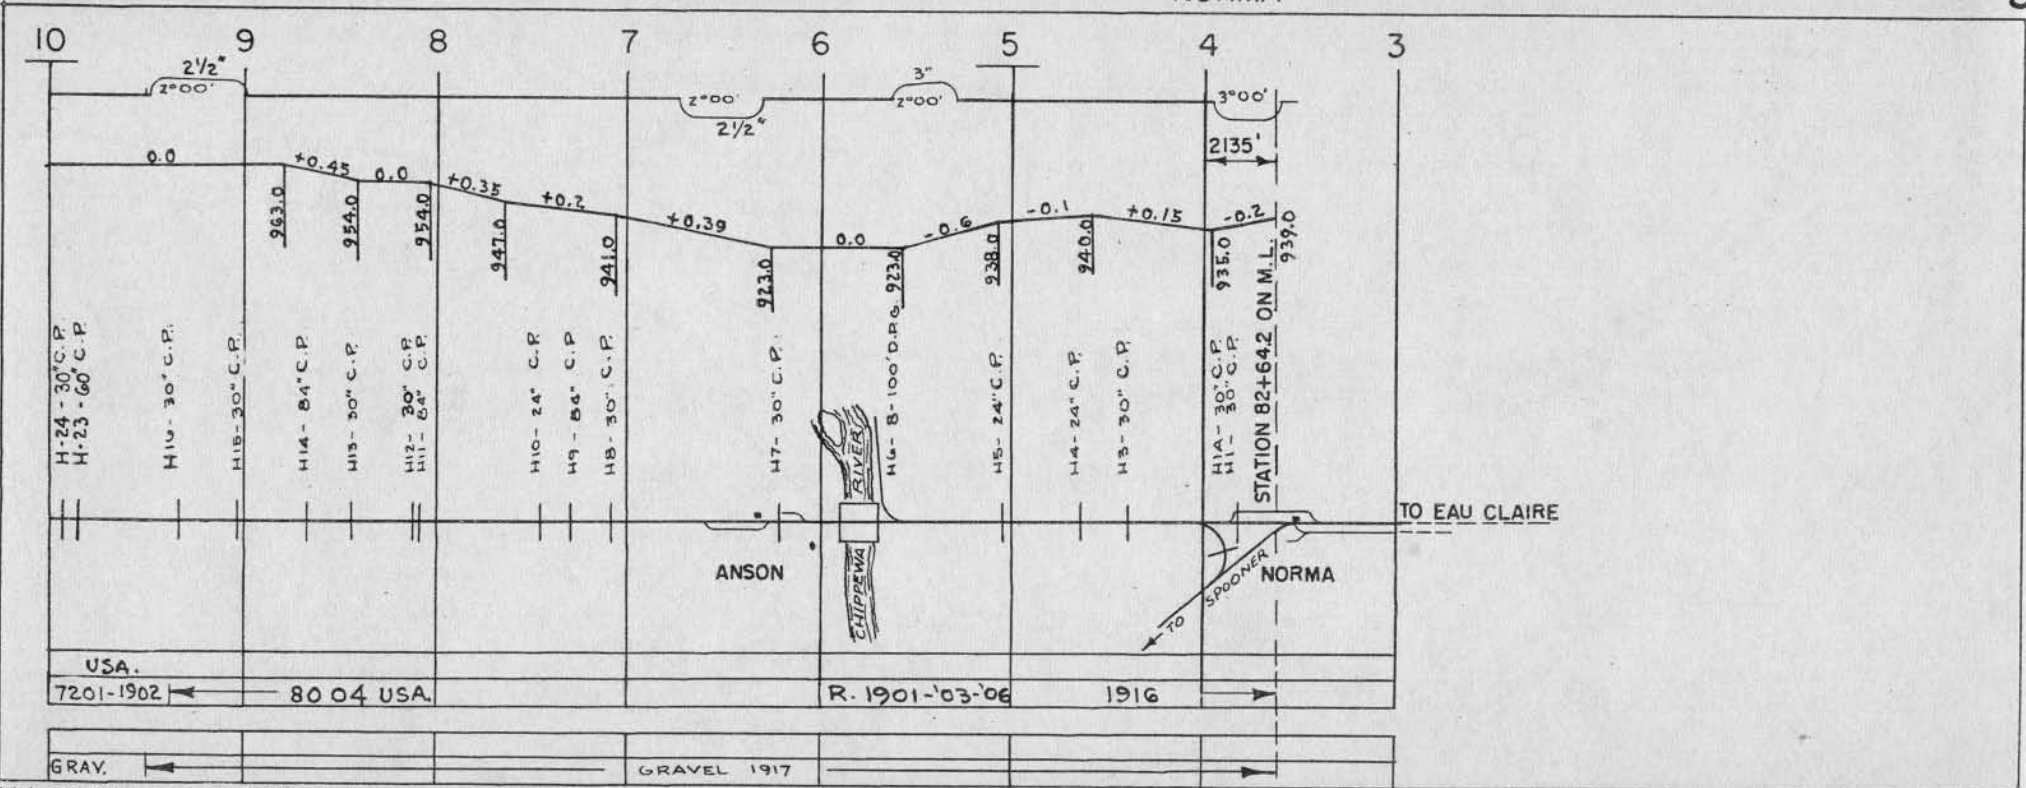 10 9 8 7 6 5 4 3
2 1/2" 3"
2°00' 2°00' 2°00' 3°00'
2 1/2"
2135'
0.0 +0.45 0.0 +0.35 +0.2 +0.39 0.0 -0.6 -0.1 +0.15 -0.2
963.0 954.0 954.0 947.0 941.0 923.0 923.0 938.0 940.0 935.0 939.0
H-24 - 30" C.P.
H-23 - 60" C.P.
H16 - 30" C.P.
H15 - 30" C.P.
H14 - 84" C.P.
H13 - 30" C.P.
H12 - 30" C.P.
H11 - 84" C.P.
H10 - 24" C.P.
H9 - 84" C.P
H8 - 30" C.P.
H7 - 30" C.P.
H6 - 8 - 100' D.P.G.
H5 - 24" C.P.
H4 - 24" C.P.
H3 - 30" C.P.
H1A - 30" C.P.
H1 - 30" C.P.
STATION 82+64.2 ON M.L.
RIVER
TO EAU CLAIRE
ANSON
CHIPPEWA
NORMA
TO SPOONER
USA.
7201-1902 80 04 USA. R. 1901-'03-'06 1916
GRAV. GRAVEL 1917